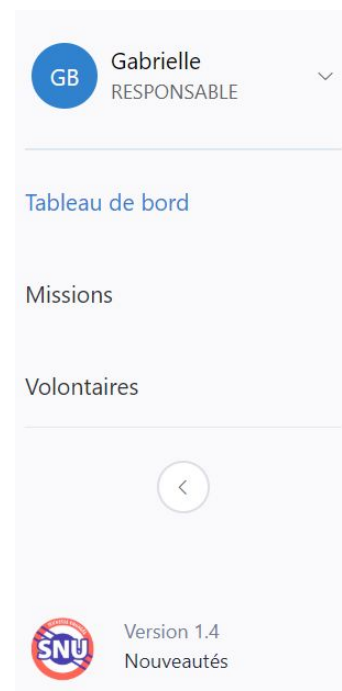 GB
Gabrielle
RESPONSABLE
Tableau de bord
Missions
Volontaires
SNU
Version 1.4
Nouveautés